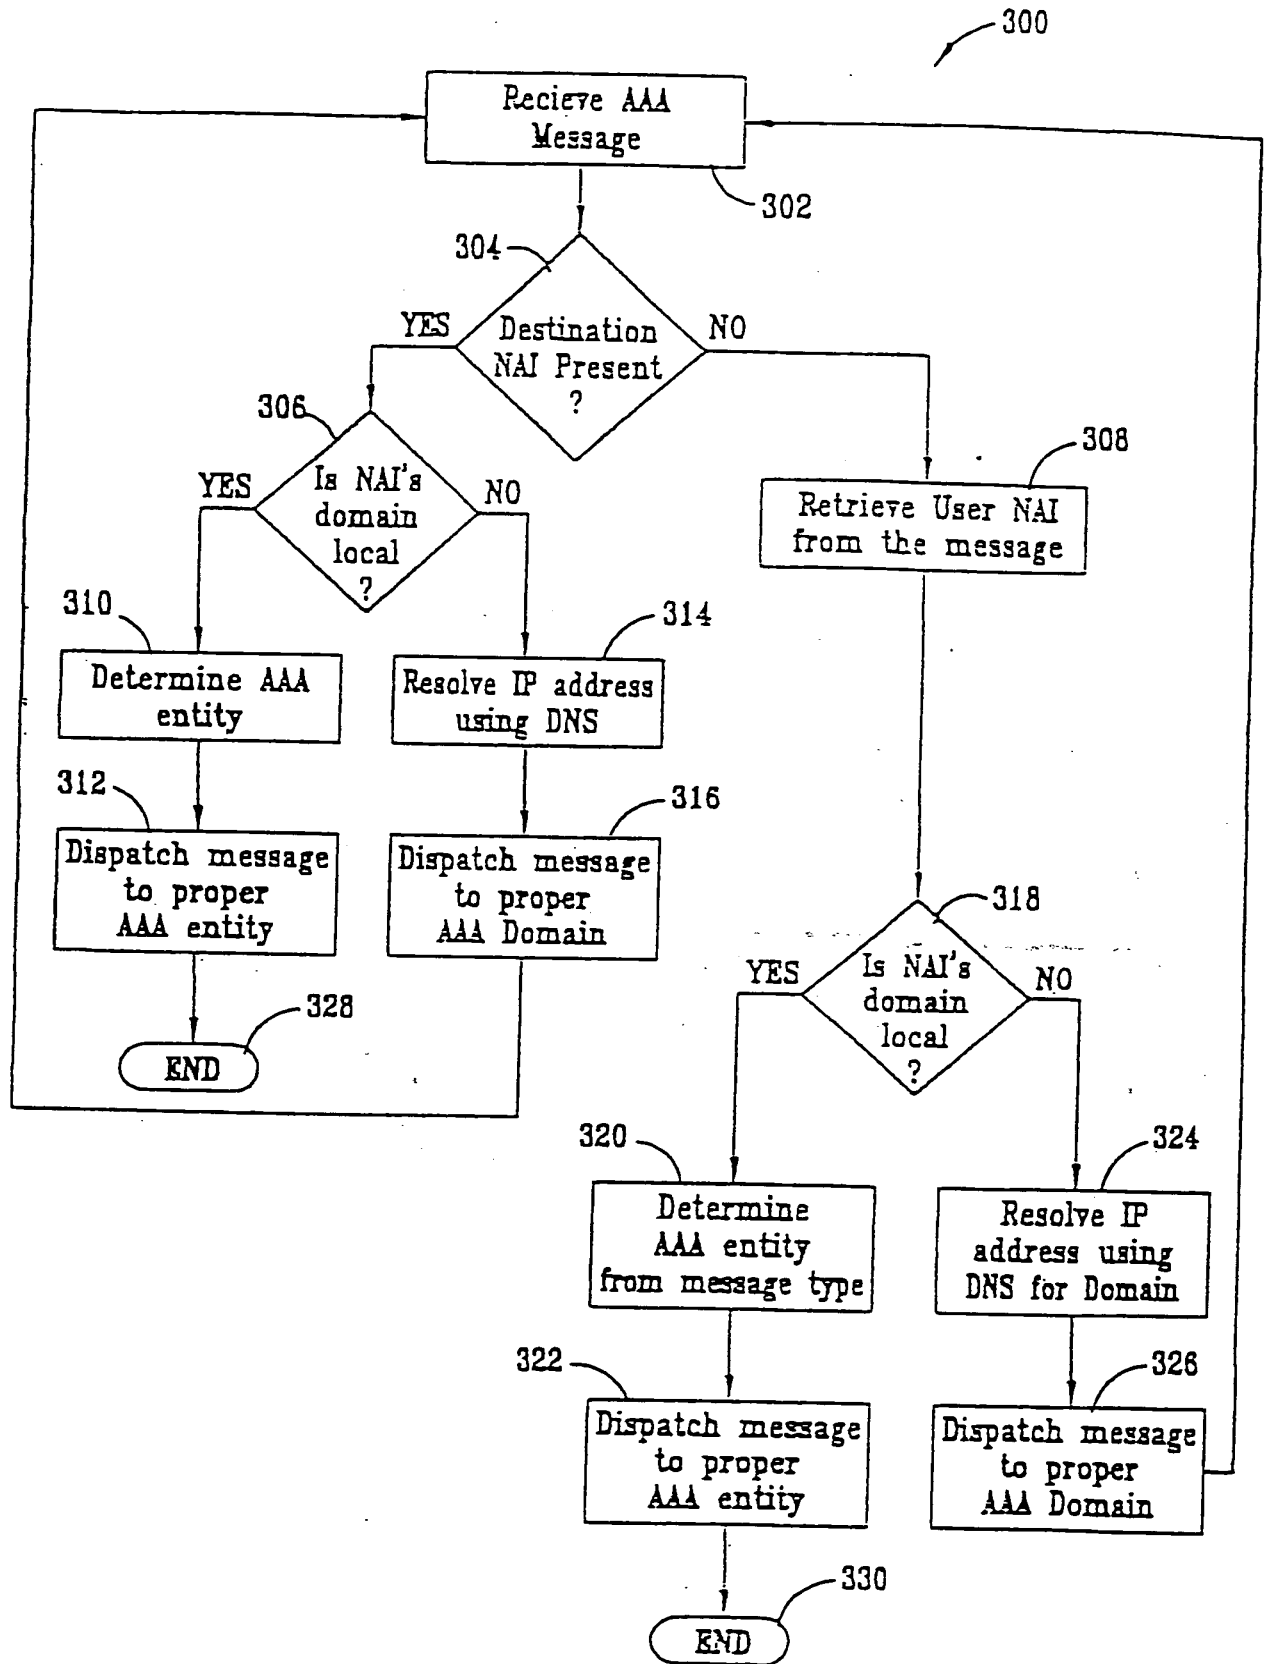 300
Recieve AAA
Message
302
304
YES
Destination
NAI Present
?
NO
306
YES
Is NAI's
domain
local
?
NO
308
Retrieve User NAI
from the message
310
Determine AAA
entity
314
Resolve IP address
using DNS
312
Dispatch message
to proper
AAA entity
316
Dispatch message
to proper
AAA Domain
328
END
318
YES
Is NAI's
domain
local
?
NO
320
Determine
AAA entity
from message type
324
Resolve IP
address using
DNS for Domain
322
Dispatch message
to proper
AAA entity
326
Dispatch message
to proper
AAA Domain
330
END